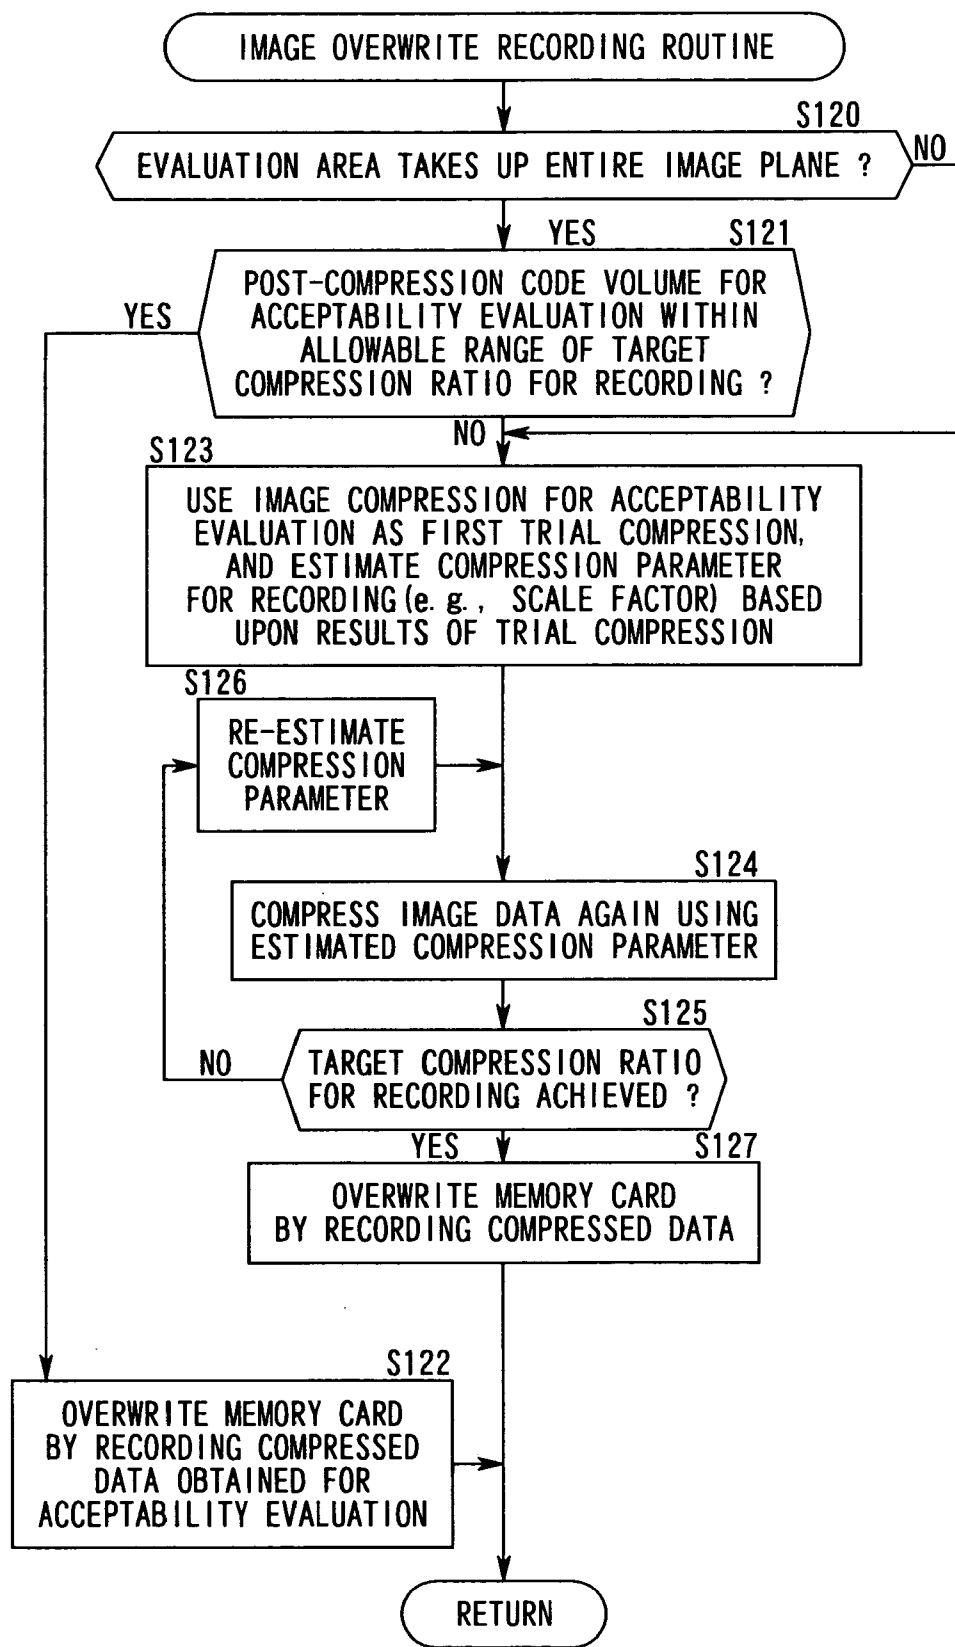 IMAGE OVERWRITE RECORDING ROUTINE
S120
EVALUATION AREA TAKES UP ENTIRE IMAGE PLANE ?
NO
YES
S121
POST-COMPRESSION CODE VOLUME FOR
ACCEPTABILITY EVALUATION WITHIN
ALLOWABLE RANGE OF TARGET
COMPRESSION RATIO FOR RECORDING ?
YES
NO
S123
USE IMAGE COMPRESSION FOR ACCEPTABILITY
EVALUATION AS FIRST TRIAL COMPRESSION,
AND ESTIMATE COMPRESSION PARAMETER
FOR RECORDING (e. g., SCALE FACTOR) BASED
UPON RESULTS OF TRIAL COMPRESSION
S126
RE-ESTIMATE
COMPRESSION
PARAMETER
S124
COMPRESS IMAGE DATA AGAIN USING
ESTIMATED COMPRESSION PARAMETER
S125
TARGET COMPRESSION RATIO
FOR RECORDING ACHIEVED ?
NO
YES
S127
OVERWRITE MEMORY CARD
BY RECORDING COMPRESSED DATA
S122
OVERWRITE MEMORY CARD
BY RECORDING COMPRESSED
DATA OBTAINED FOR
ACCEPTABILITY EVALUATION
RETURN